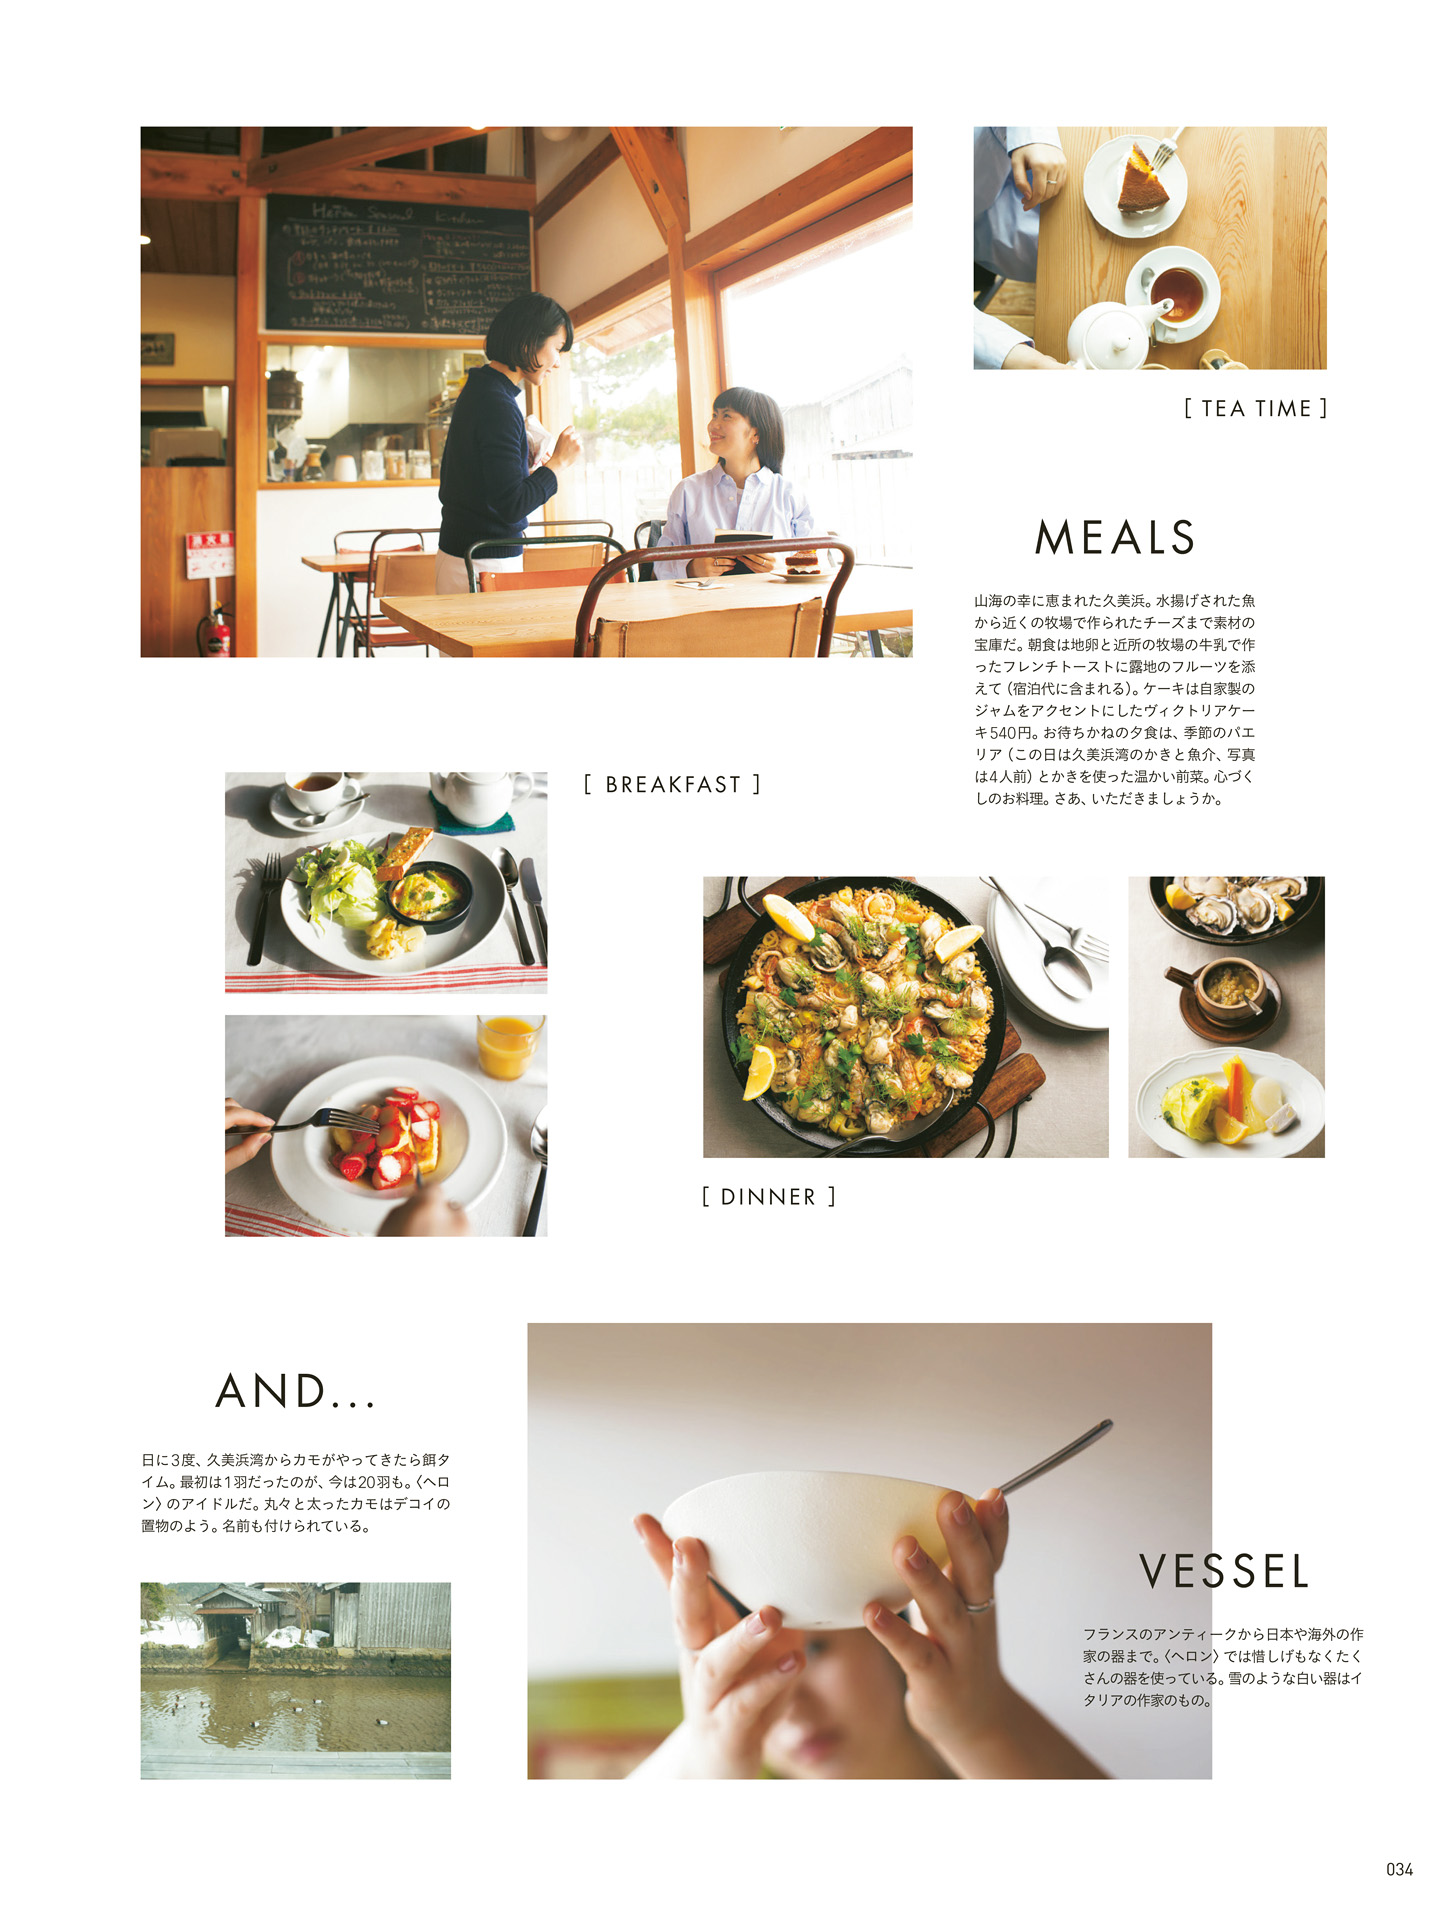 Heron Seasonal Kitchen
消火器
[ TEA TIME ]
MEALS
山海の幸に恵まれた久美浜。水揚げされた魚
から近くの牧場で作られたチーズまで素材の
宝庫だ。朝食は地卵と近所の牧場の牛乳で作
ったフレンチトーストに露地のフルーツを添
えて（宿泊代に含まれる）。ケーキは自家製の
ジャムをアクセントにしたヴィクトリアケー
キ540円。お待ちかねの夕食は、季節のパエ
リア（この日は久美浜湾のかきと魚介、写真
は4人前）とかきを使った温かい前菜。心づく
しのお料理。さあ、いただきましょうか。
[ BREAKFAST ]
[ DINNER ]
AND...
日に3度、久美浜湾からカモがやってきたら餌タ
イム。最初は1羽だったのが、今は20羽も。〈ヘロ
ン〉のアイドルだ。丸々と太ったカモはデコイの
置物のよう。名前も付けられている。
VESSEL
フランスのアンティークから日本や海外の作
家の器まで。〈ヘロン〉では惜しげもなくたく
さんの器を使っている。雪のような白い器はイ
タリアの作家のもの。
034